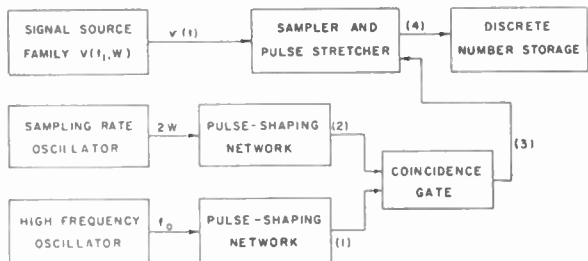 SIGNAL SOURCE
FAMILY V(t₁,W)
v(t)
SAMPLER AND
PULSE STRETCHER
(4)
DISCRETE
NUMBER STORAGE
SAMPLING RATE
OSCILLATOR
2W
PULSE-SHAPING
NETWORK
(2)
COINCIDENCE
GATE
(3)
HIGH FREQUENCY
OSCILLATOR
f₀
PULSE-SHAPING
NETWORK
(1)